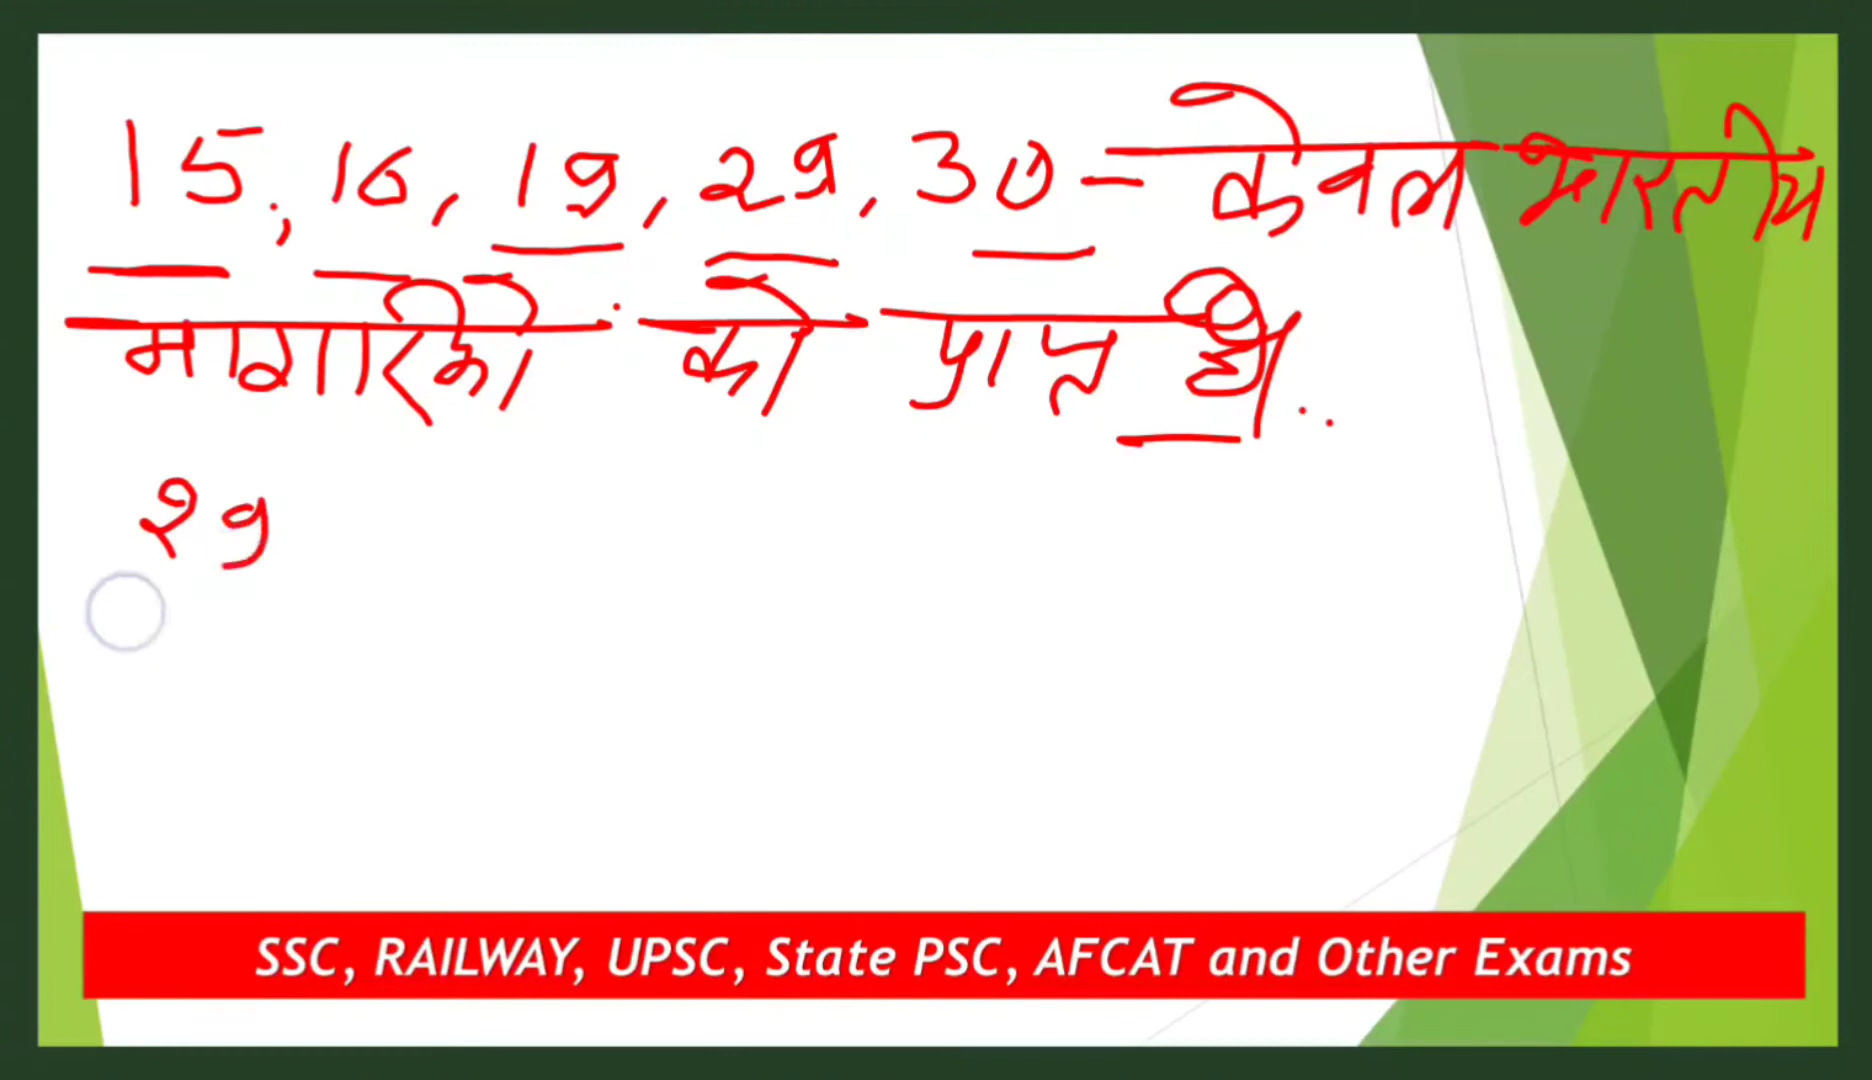 15, 16, 19, 29, 30 - केवल भारतीय
नागरिको को प्राप्त है।
29
SSC, RAILWAY, UPSC, State PSC, AFCAT and Other Exams